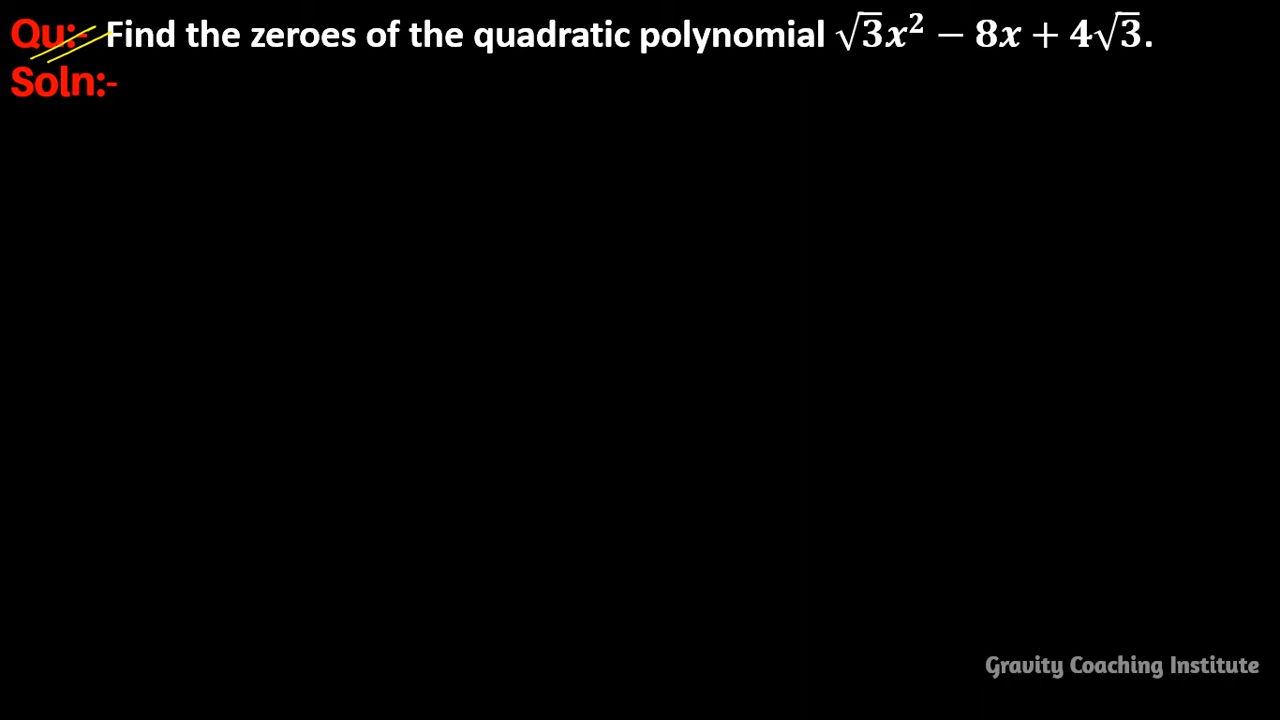 Qu:- Find the zeroes of the quadratic polynomial √3x² − 8x + 4√3.
Soln:-
Gravity Coaching Institute